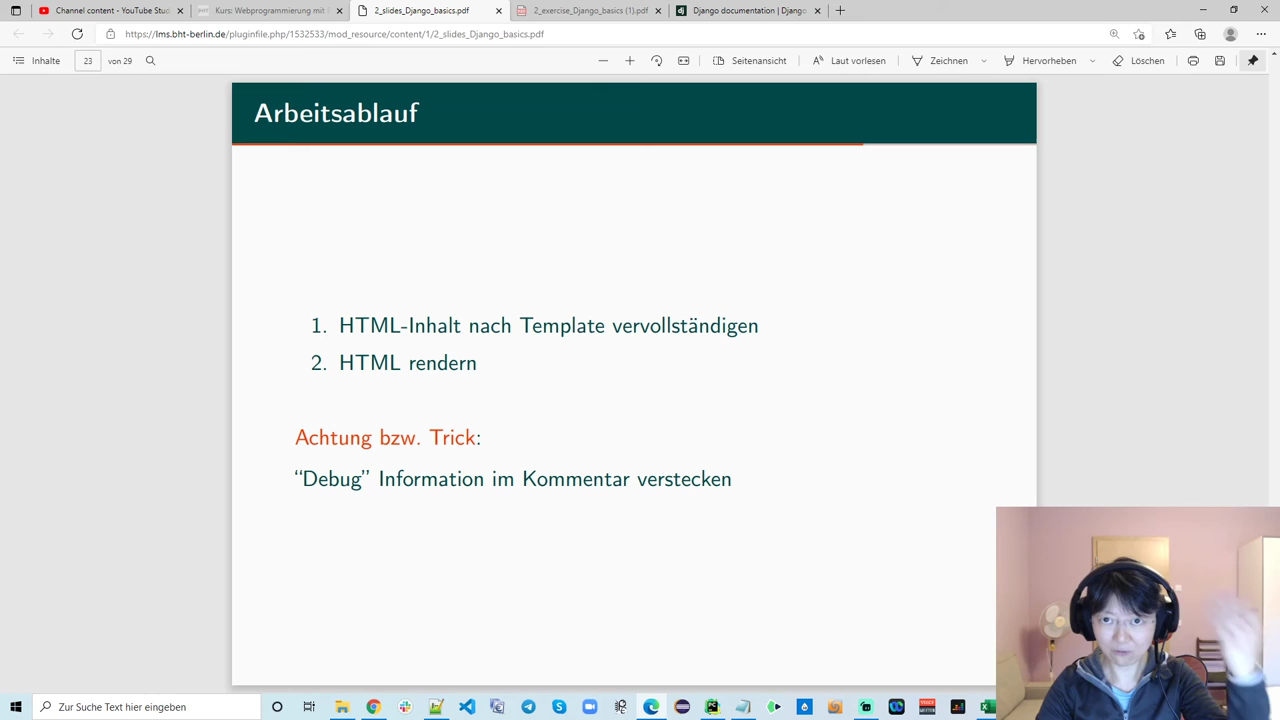 Channel content - YouTube Stud
Kurs: Webprogrammierung mit P
2_slides_Django_basics.pdf
2_exercise_Django_basics (1).pdf
Django documentation | Django
https://lms.bht-berlin.de/pluginfile.php/1532533/mod_resource/content/1/2_slides_Django_basics.pdf
Inhalte
23
von 29
Seitenansicht
Laut vorlesen
Zeichnen
Hervorheben
Löschen
Arbeitsablauf
1. HTML-Inhalt nach Template vervollständigen
2. HTML rendern
Achtung bzw. Trick:
“Debug” Information im Kommentar verstecken
Zur Suche Text hier eingeben